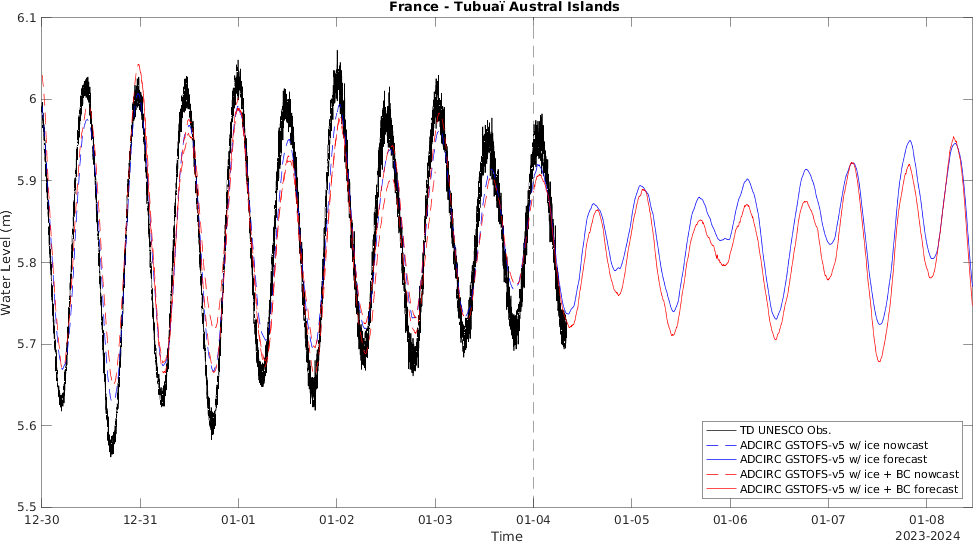 France - Tubuaï Austral Islands
6.1
6
5.9
5.8
5.7
5.6
5.5
Water Level (m)
12-30 12-31 01-01 01-02 01-03 01-04 01-05 01-06 01-07 01-08
Time
2023-2024
TD UNESCO Obs.
ADCIRC GSTOFS-v5 w/ ice nowcast
ADCIRC GSTOFS-v5 w/ ice forecast
ADCIRC GSTOFS-v5 w/ ice + BC nowcast
ADCIRC GSTOFS-v5 w/ ice + BC forecast